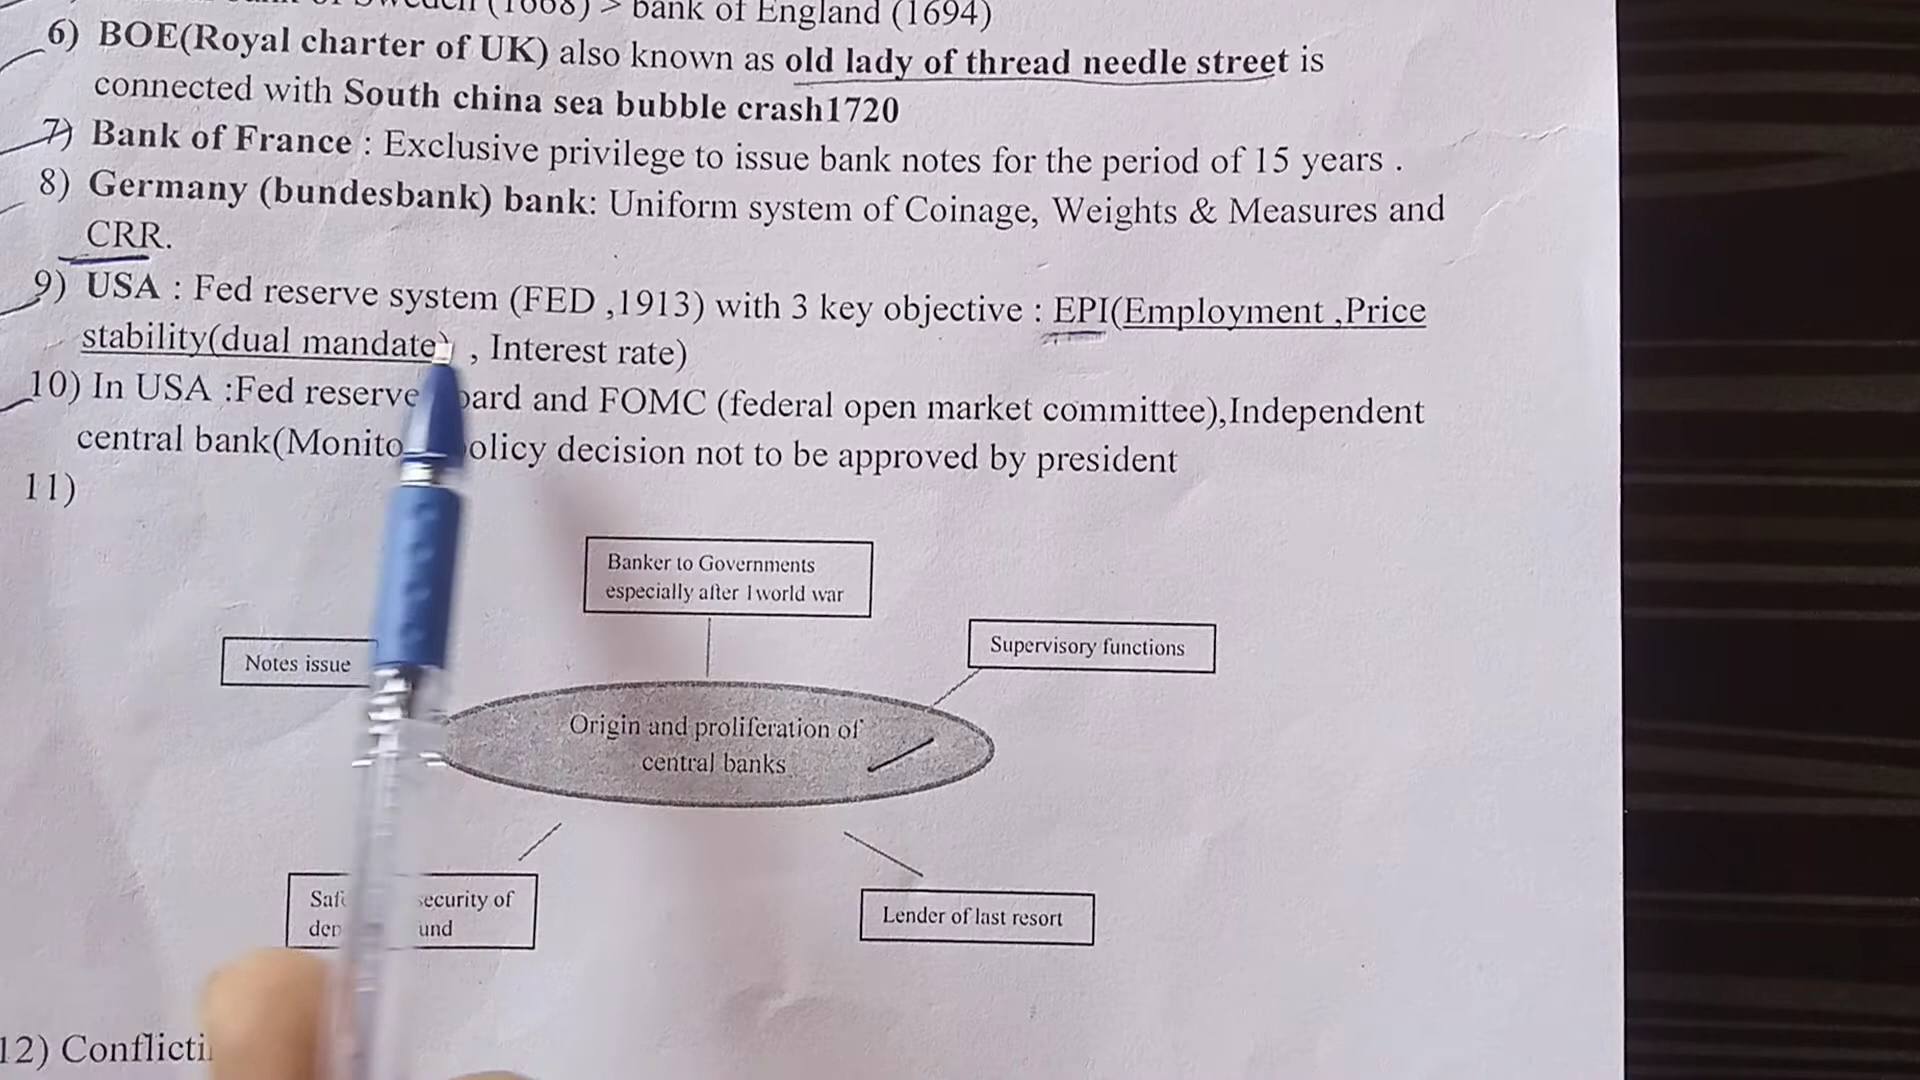 Sweden (1668) > bank of England (1694)
6) BOE(Royal charter of UK) also known as old lady of thread needle street is
connected with South china sea bubble crash1720
7) Bank of France : Exclusive privilege to issue bank notes for the period of 15 years .
8) Germany (bundesbank) bank: Uniform system of Coinage, Weights & Measures and
CRR.
9) USA : Fed reserve system (FED ,1913) with 3 key objective : EPI(Employment ,Price
stability(dual mandate) , Interest rate)
10) In USA :Fed reserve and FOMC (federal open market committee),Independent
central bank( decision not to be approved by president
11)
Banker to Governments
especially after I world war
Supervisory functions
Notes issue
Origin and proliferation of
central banks
of
Lender of last resort
12)